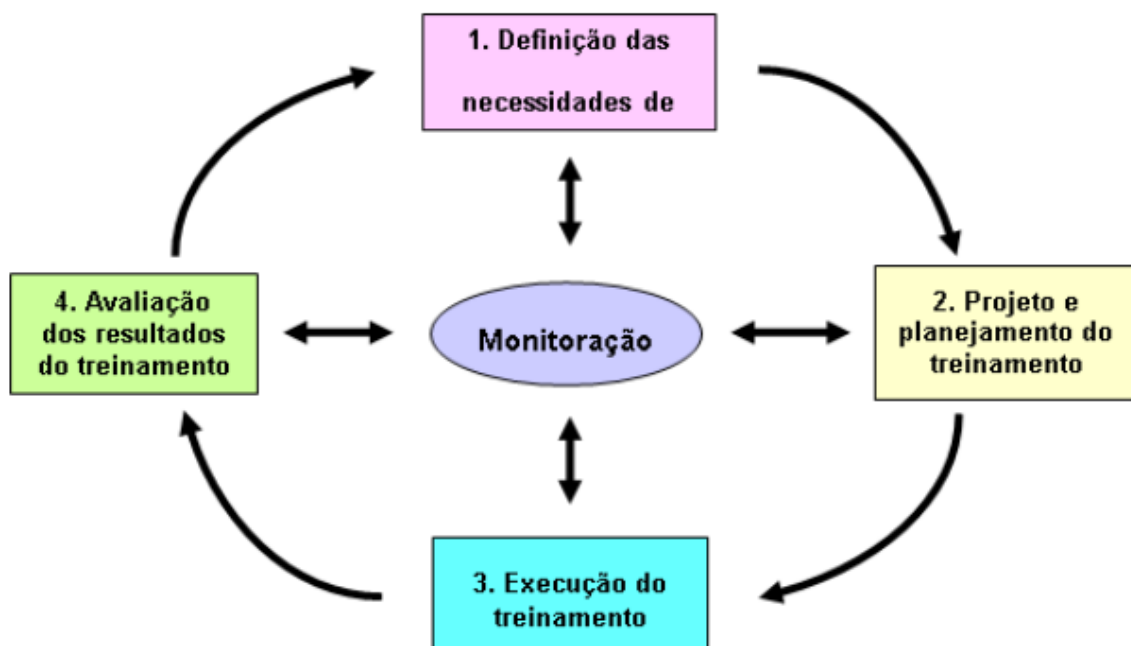 1. Definição das
necessidades de
4. Avaliação
dos resultados
do treinamento
Monitoração
2. Projeto e
planejamento do
treinamento
3. Execução do
treinamento